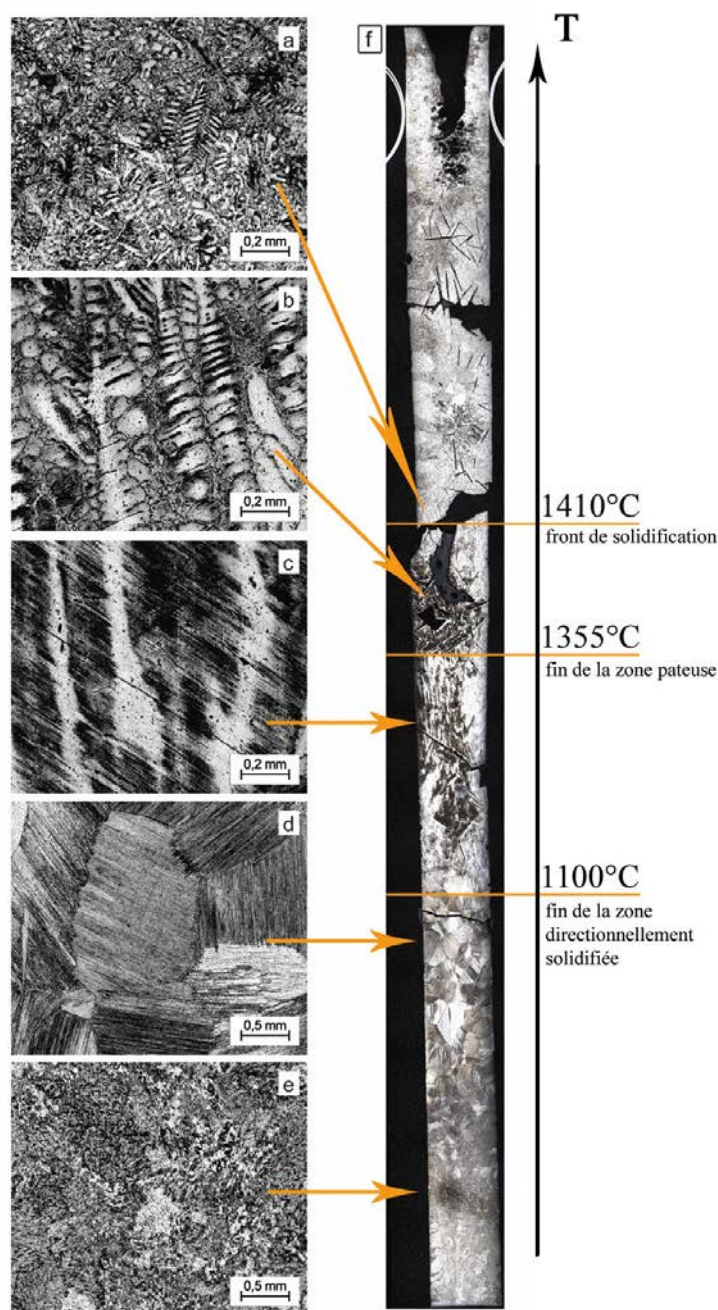 a
0,2 mm
b
0,2 mm
c
0,2 mm
d
0,5 mm
e
0,5 mm
f
T
1410°C
front de solidification
1355°C
fin de la zone pateuse
1100°C
fin de la zone
directionnellement
solidifiée